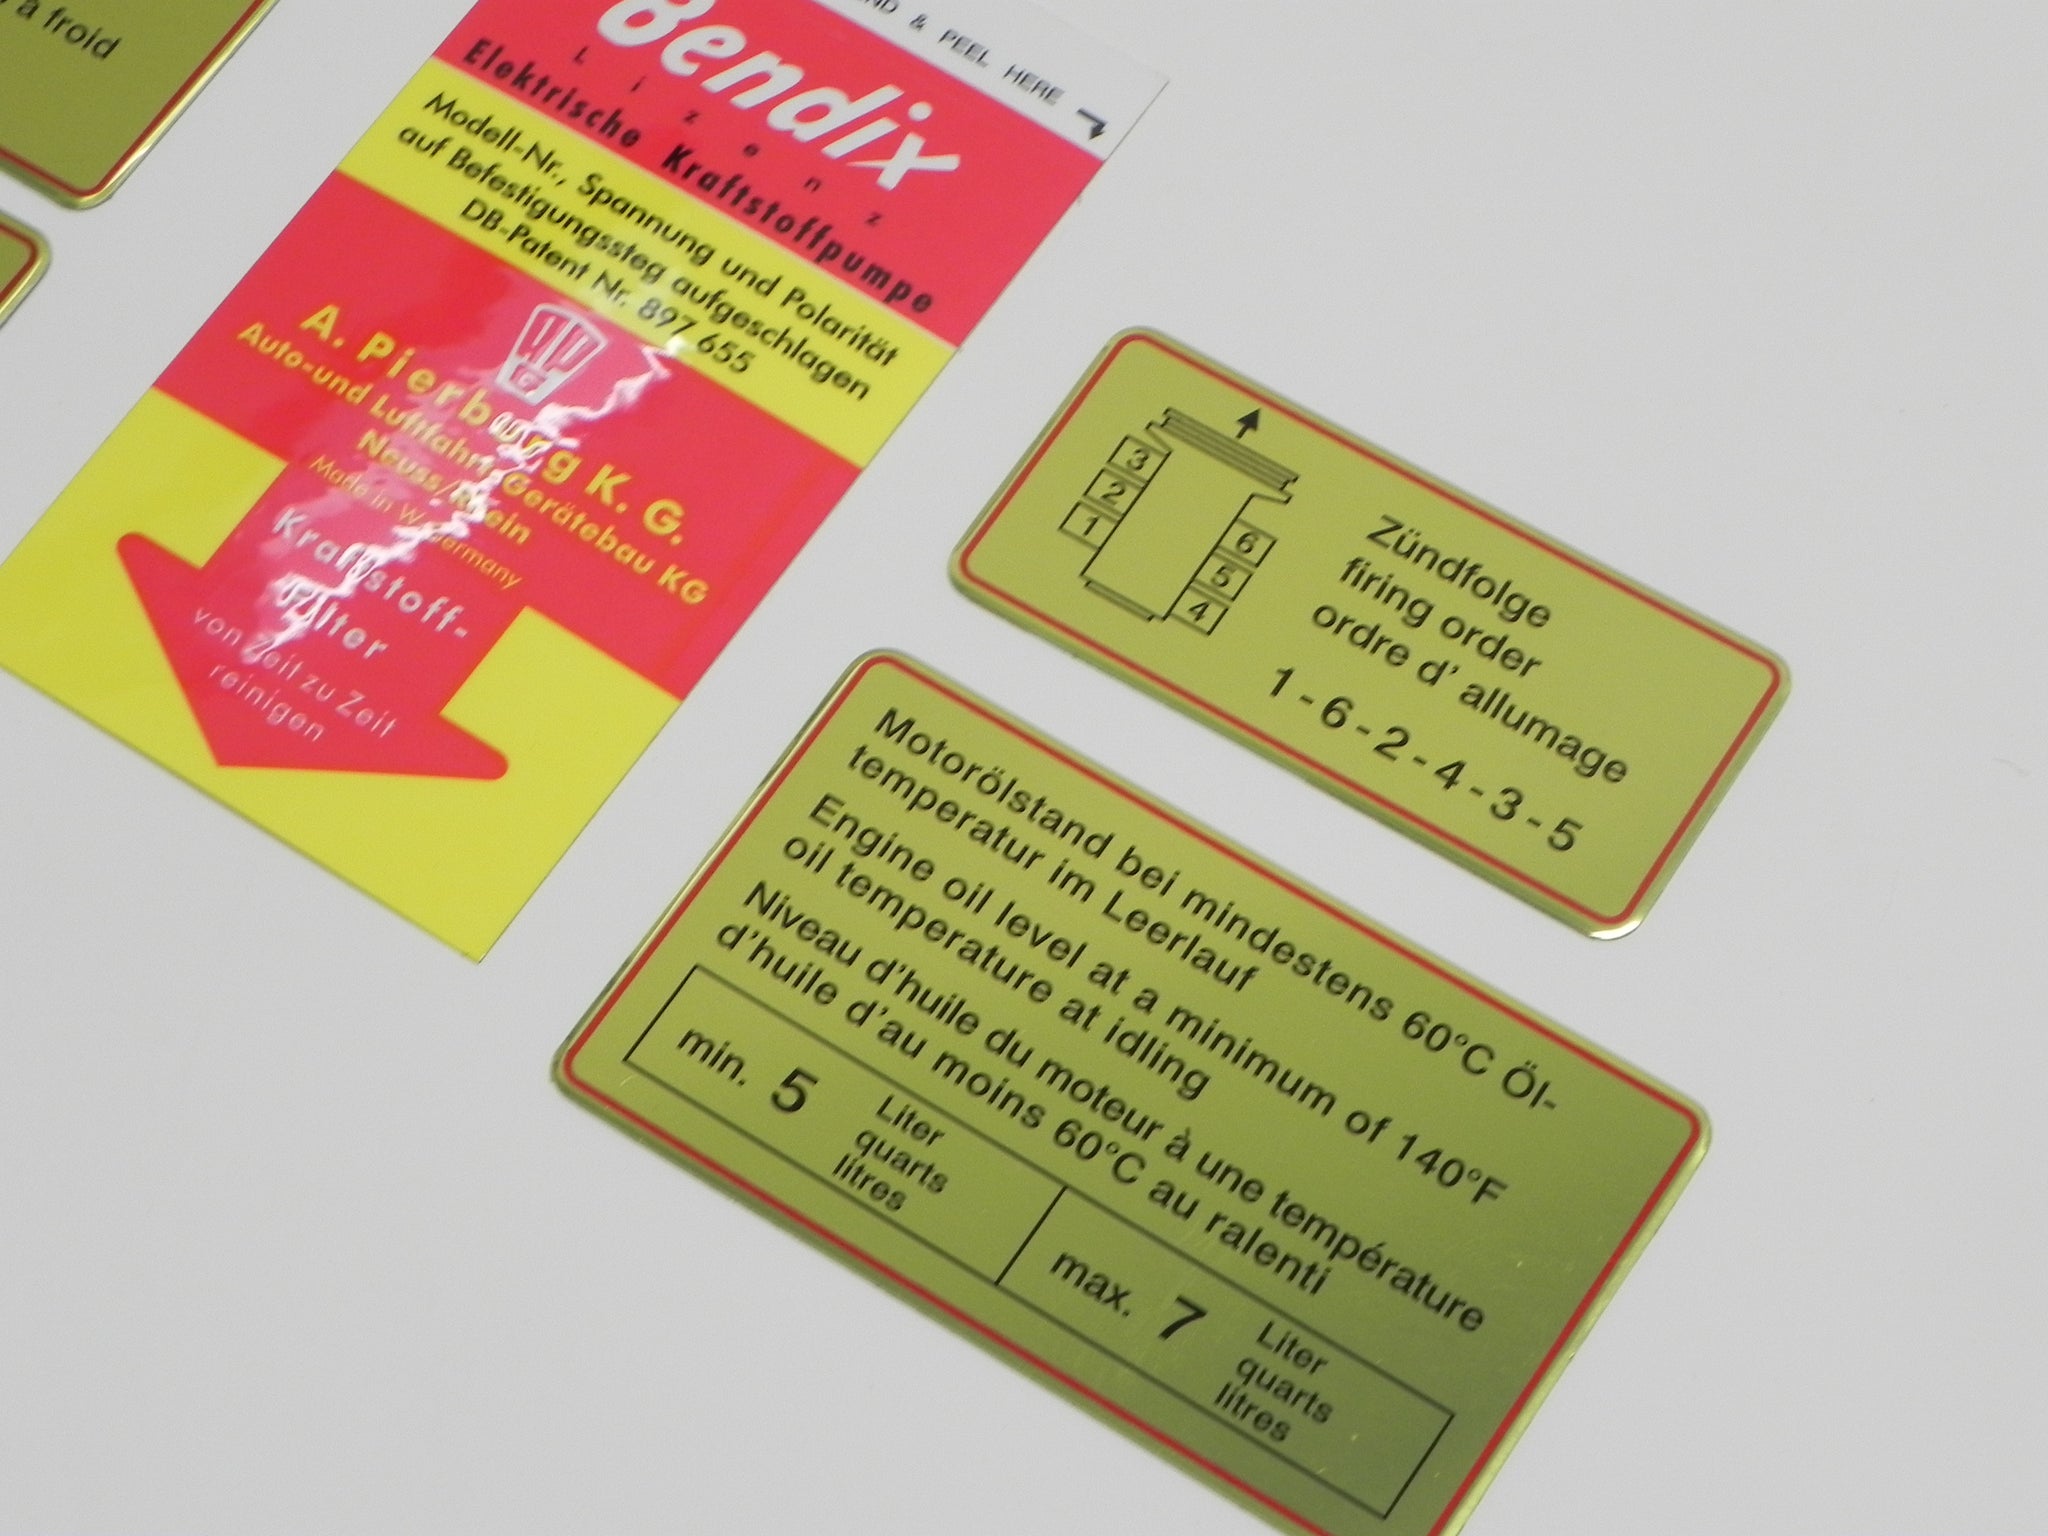 à froid
& PEEL HERE
Bendix
Lizenz
Elektrische Kraftstoffpumpe
Modell-Nr., Spannung und Polarität
auf Befestigungssteg aufgeschlagen
DB-Patent Nr. 897 655
A. Pierburg K. G.
Auto-und Luftfahrt-Gerätebau KG
Neuss/Rhein
Made in W. Germany
Kraftstoff-
Filter
von Zeit zu Zeit
reinigen
3
2
1
6
5
4
Zündfolge
firing order
ordre d' allumage
1-6-2-4-3-5
Motorölstand bei mindestens 60°C Öl-
temperatur im Leerlauf
Engine oil level at a minimum of 140°F
oil temperature at idling
Niveau d'huile du moteur à une température
d'huile d'au moins 60°C au ralenti
min. 5 Liter
quarts
litres
max. 7 Liter
quarts
litres